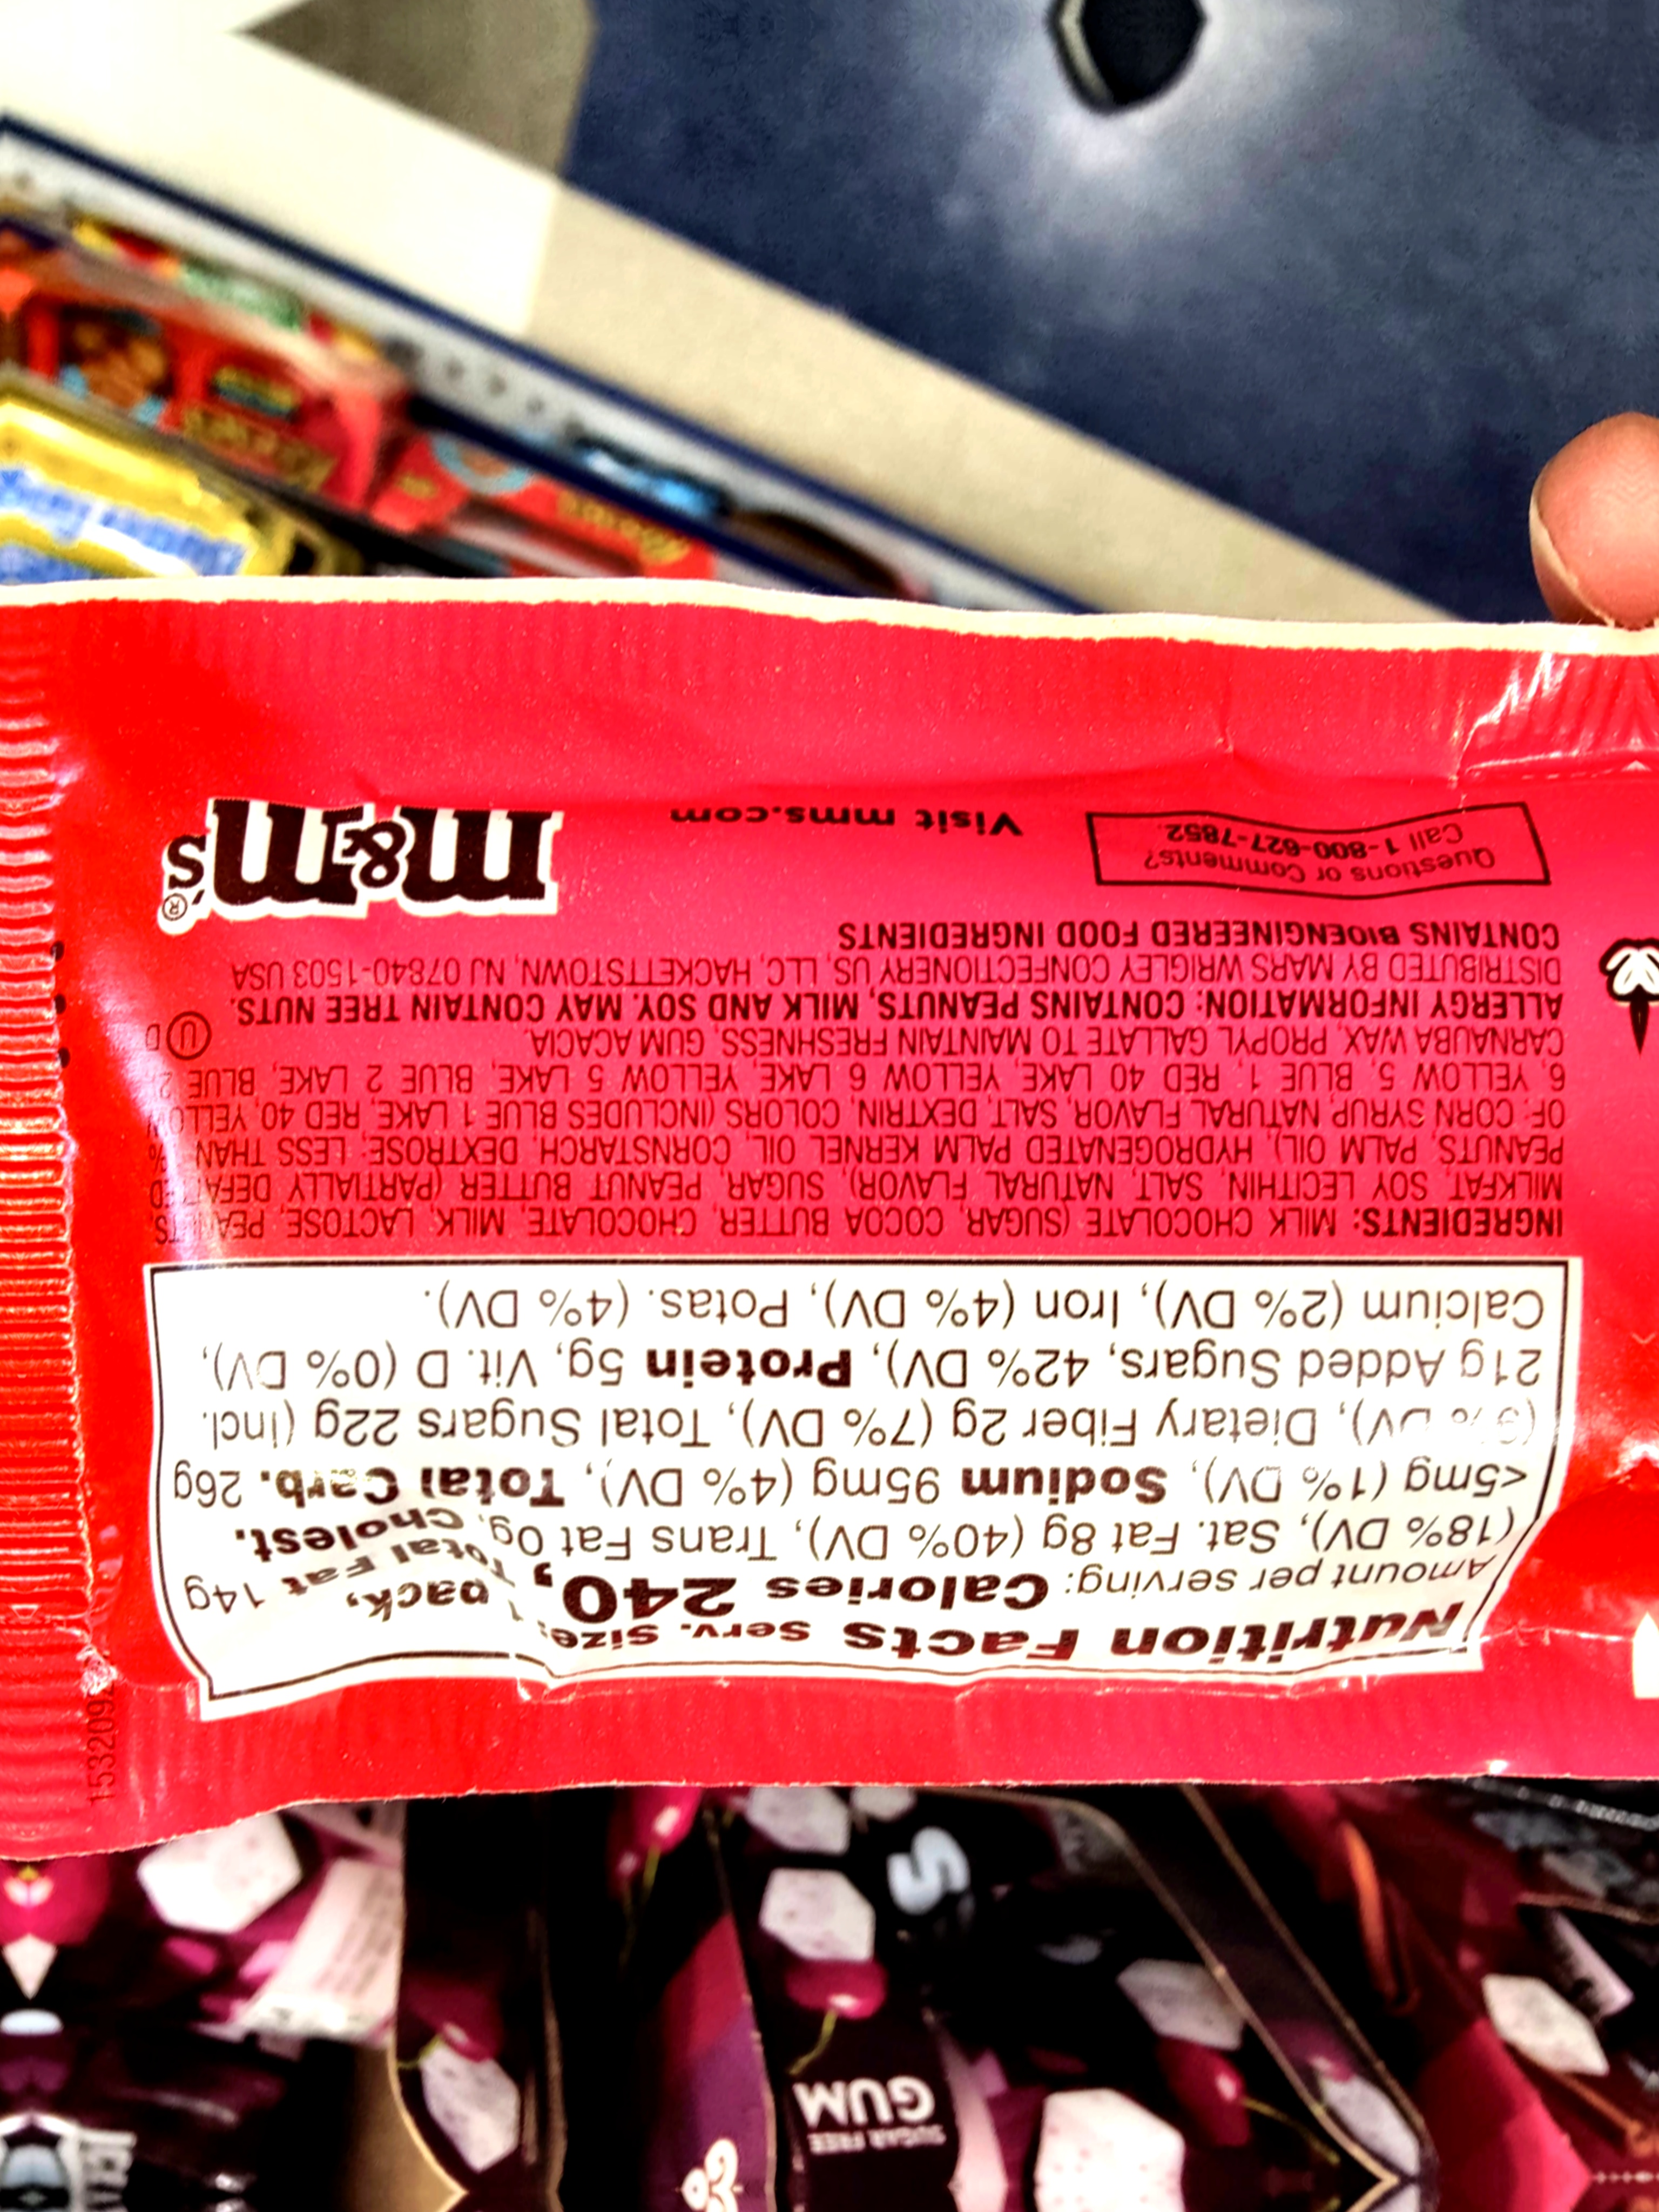 Nutrition Facts Serv. size: 1 pack,
Amount per serving: Calories 240, Total Fat 14g
(18% DV), Sat. Fat 8g (40% DV), Trans Fat 0g, Cholest.
<5mg (1% DV), Sodium 95mg (4% DV), Total Carb. 26g
(9% DV), Dietary Fiber 2g (7% DV), Total Sugars 22g (Incl.
21g Added Sugars, 42% DV), Protein 5g, Vit. D (0% DV),
Calcium (2% DV), Iron (4% DV), Potas. (4% DV).
INGREDIENTS: MILK CHOCOLATE (SUGAR, COCOA BUTTER, CHOCOLATE, MILK, LACTOSE, PEANUTS,
MILKFAT, SOY LECITHIN, SALT, NATURAL FLAVOR), SUGAR, PEANUT BUTTER (PARTIALLY DEFATTED
PEANUTS, PALM OIL), HYDROGENATED PALM KERNEL OIL, CORNSTARCH, DEXTROSE; LESS THAN
OF: CORN SYRUP, NATURAL FLAVOR, SALT, DEXTRIN, COLORS (INCLUDES BLUE 1 LAKE, RED 40, YELLOW
6, YELLOW 5, BLUE 1, RED 40 LAKE, YELLOW 6 LAKE, YELLOW 5 LAKE, BLUE 2 LAKE, BLUE 2),
CARNAUBA WAX, PROPYL GALLATE TO MAINTAIN FRESHNESS, GUM ACACIA.
ALLERGY INFORMATION: CONTAINS PEANUTS, MILK AND SOY. MAY CONTAIN TREE NUTS.
U D
DISTRIBUTED BY MARS WRIGLEY CONFECTIONERY US, LLC, HACKETTSTOWN, NJ 07840-1503 USA
CONTAINS BIOENGINEERED FOOD INGREDIENTS
Questions or Comments?
Call 1-800-627-7852.
Visit mms.com
m&m's®
SUGAR FREE
GUM